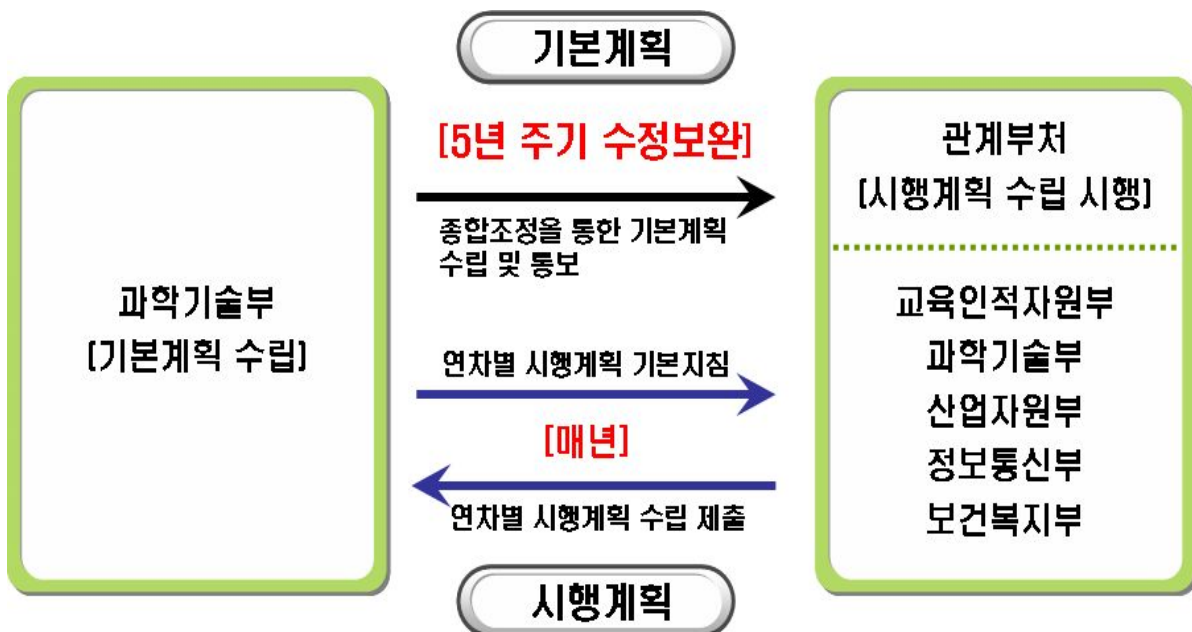 기본계획
과학기술부
[기본계획 수립]
[5년 주기 수정보완]
종합조정을 통한 기본계획
수립 및 통보
연차별 시행계획 기본지침
[매년]
연차별 시행계획 수립 제출
관계부처
[시행계획 수립 시행]
교육인적자원부
과학기술부
산업자원부
정보통신부
보건복지부
시행계획